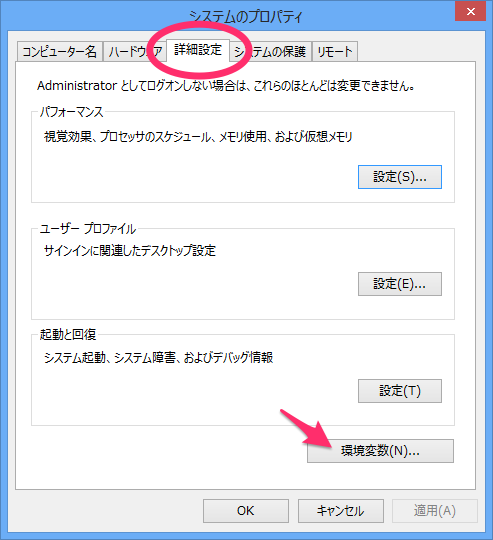 システムのプロパティ
コンピューター名 ハードウェア 詳細設定 システムの保護 リモート
Administrator としてログオンしない場合は、これらのほとんどは変更できません。
パフォーマンス
視覚効果、プロセッサのスケジュール、メモリ使用、および仮想メモリ
設定(S)...
ユーザー プロファイル
サインインに関連したデスクトップ設定
設定(E)...
起動と回復
システム起動、システム障害、およびデバッグ情報
設定(T)
環境変数(N)...
OK キャンセル 適用(A)